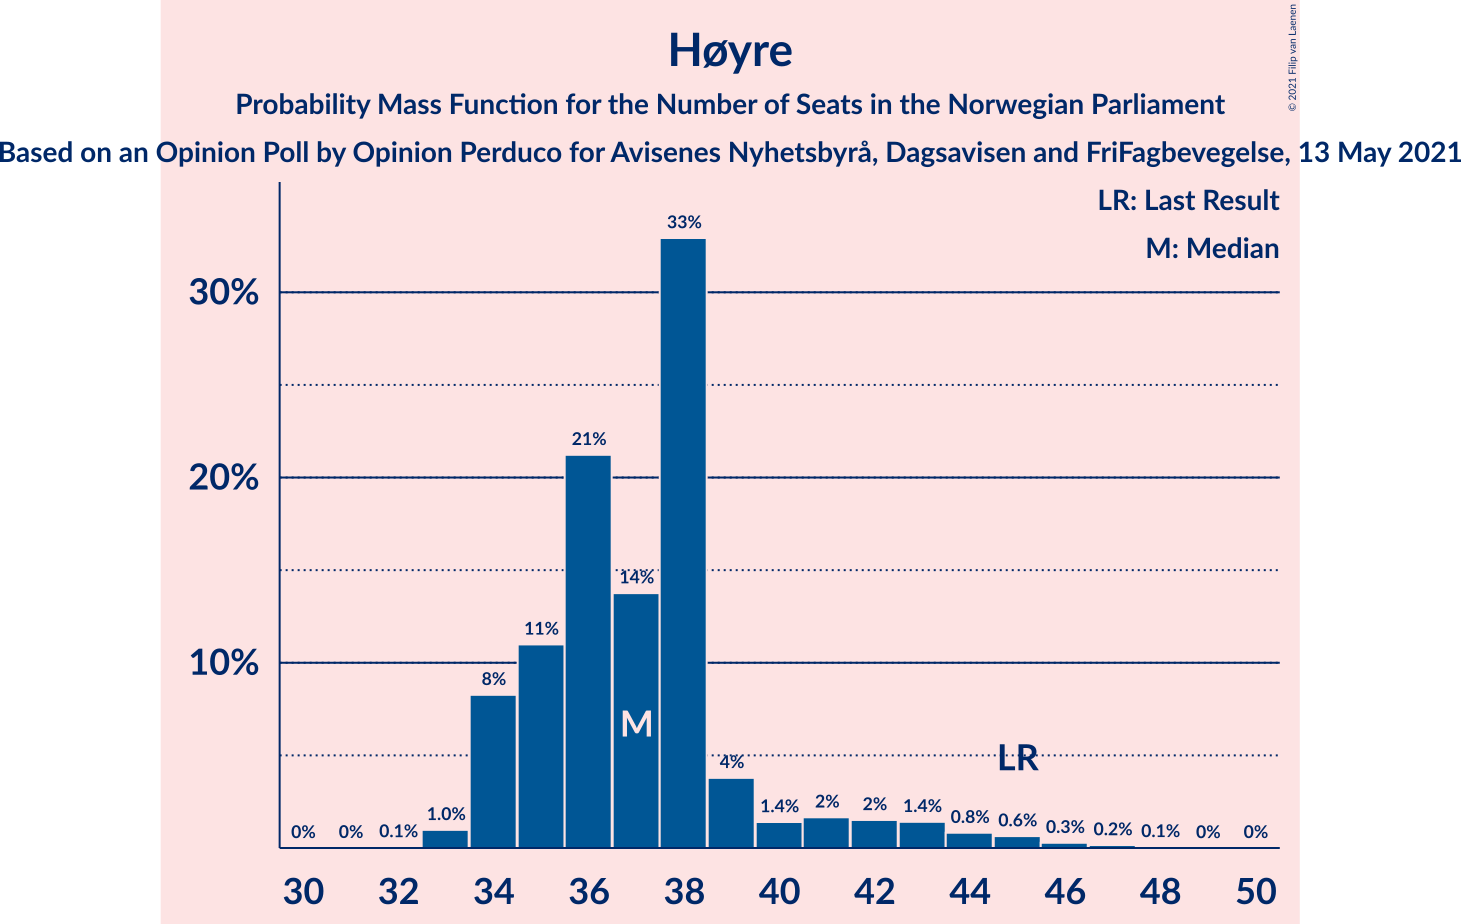 Høyre
Probability Mass Function for the Number of Seats in the Norwegian Parliament
Based on an Opinion Poll by Opinion Perduco for Avisenes Nyhetsbyrå, Dagsavisen and FriFagbevegelse, 13 May 2021
© 2021 Filip van Laenen
LR: Last Result
M: Median
33%
30%
21%
20%
14%
11%
10%
8%
M
LR
4%
0% 0% 0.1% 1.0% 1.4% 2% 2% 1.4% 0.8% 0.6% 0.3% 0.2% 0.1% 0% 0%
30 32 34 36 38 40 42 44 46 48 50